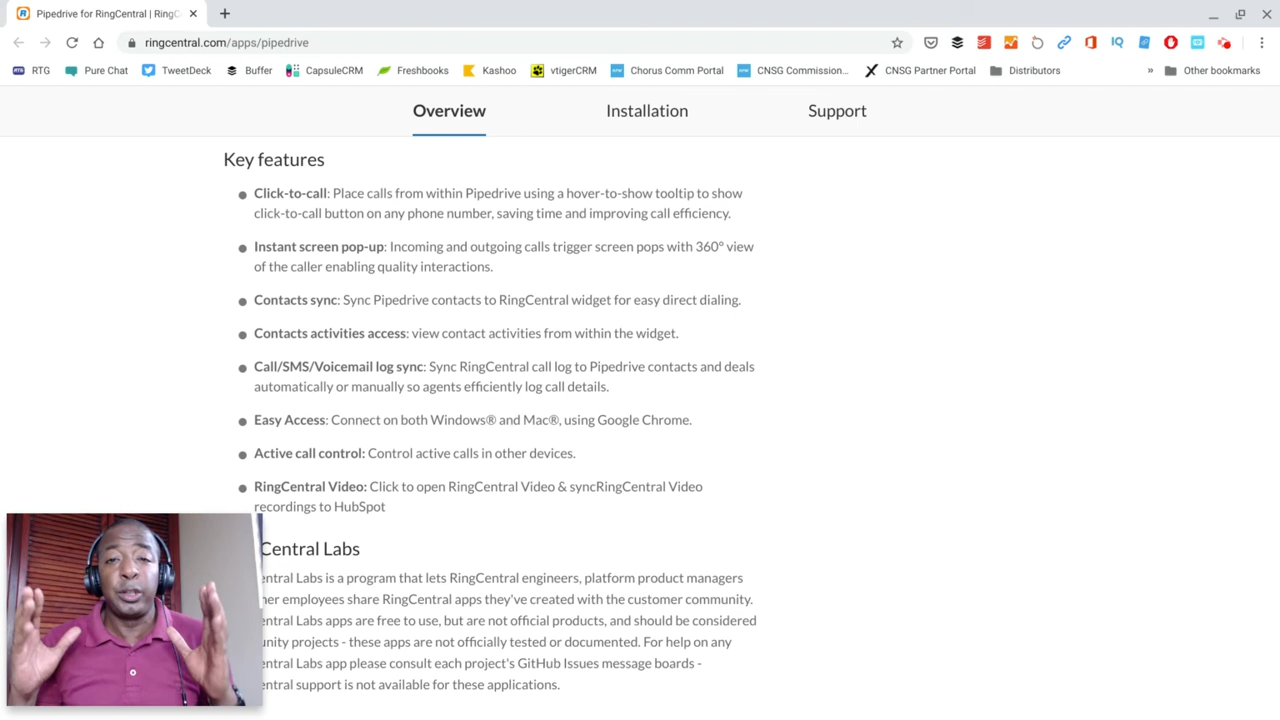 Pipedrive for RingCentral | RingC
ringcentral.com/apps/pipedrive
RTG
Pure Chat
TweetDeck
Buffer
CapsuleCRM
Freshbooks
Kashoo
vtigerCRM
Chorus Comm Portal
CNSG Commission...
CNSG Partner Portal
Distributors
»
Other bookmarks
Overview
Installation
Support
Key features
Click-to-call: Place calls from within Pipedrive using a hover-to-show tooltip to show
click-to-call button on any phone number, saving time and improving call efficiency.
Instant screen pop-up: Incoming and outgoing calls trigger screen pops with 360° view
of the caller enabling quality interactions.
Contacts sync: Sync Pipedrive contacts to RingCentral widget for easy direct dialing.
Contacts activities access: view contact activities from within the widget.
Call/SMS/Voicemail log sync: Sync RingCentral call log to Pipedrive contacts and deals
automatically or manually so agents efficiently log call details.
Easy Access: Connect on both Windows® and Mac®, using Google Chrome.
Active call control: Control active calls in other devices.
RingCentral Video: Click to open RingCentral Video & syncRingCentral Video
recordings to HubSpot
Central Labs
entral Labs is a program that lets RingCentral engineers, platform product managers
her employees share RingCentral apps they've created with the customer community.
entral Labs apps are free to use, but are not official products, and should be considered
unity projects - these apps are not officially tested or documented. For help on any
entral Labs app please consult each project's GitHub Issues message boards -
entral support is not available for these applications.